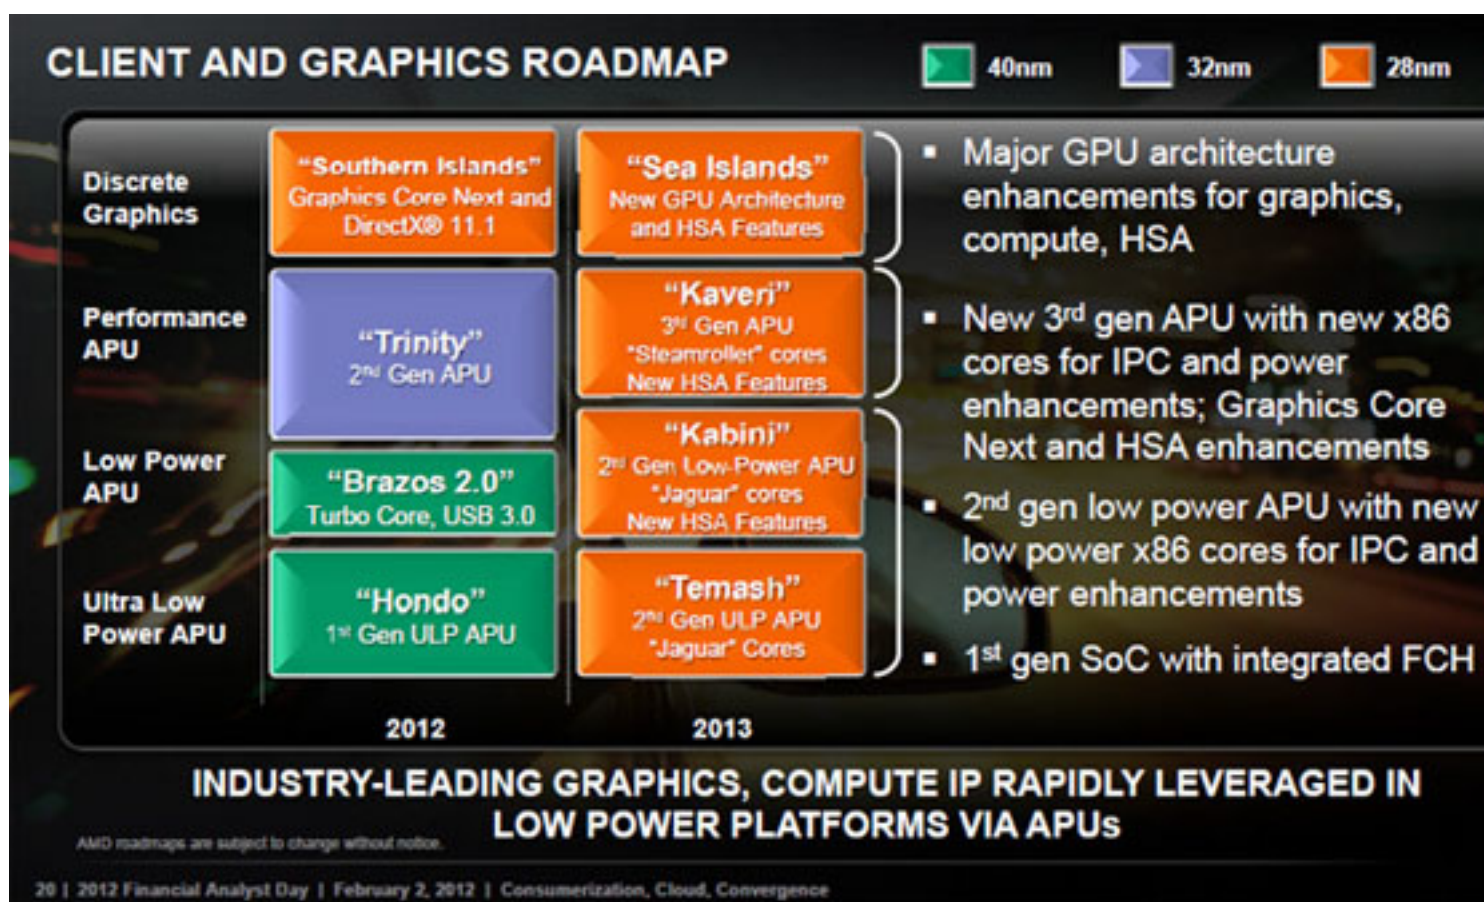 CLIENT AND GRAPHICS ROADMAP
40nm
32nm
28nm
Discrete
Graphics
“Southern Islands”
Graphics Core Next and
DirectX® 11.1
“Sea Islands”
New GPU Architecture
and HSA Features
▪ Major GPU architecture
enhancements for graphics,
compute, HSA
Performance
APU
“Trinity”
2nd Gen APU
“Kaveri”
3rd Gen APU
"Steamroller" cores
New HSA Features
▪ New 3rd gen APU with new x86
cores for IPC and power
enhancements; Graphics Core
Next and HSA enhancements
Low Power
APU
“Brazos 2.0”
Turbo Core, USB 3.0
“Kabini”
2nd Gen Low-Power APU
"Jaguar" cores
New HSA Features
▪ 2nd gen low power APU with new
low power x86 cores for IPC and
power enhancements
Ultra Low
Power APU
“Hondo”
1st Gen ULP APU
“Temash”
2nd Gen ULP APU
"Jaguar" Cores
▪ 1st gen SoC with integrated FCH
2012
2013
INDUSTRY-LEADING GRAPHICS, COMPUTE IP RAPIDLY LEVERAGED IN
LOW POWER PLATFORMS VIA APUs
AMD roadmaps are subject to change without notice.
20 | 2012 Financial Analyst Day | February 2, 2012 | Consumerization, Cloud, Convergence